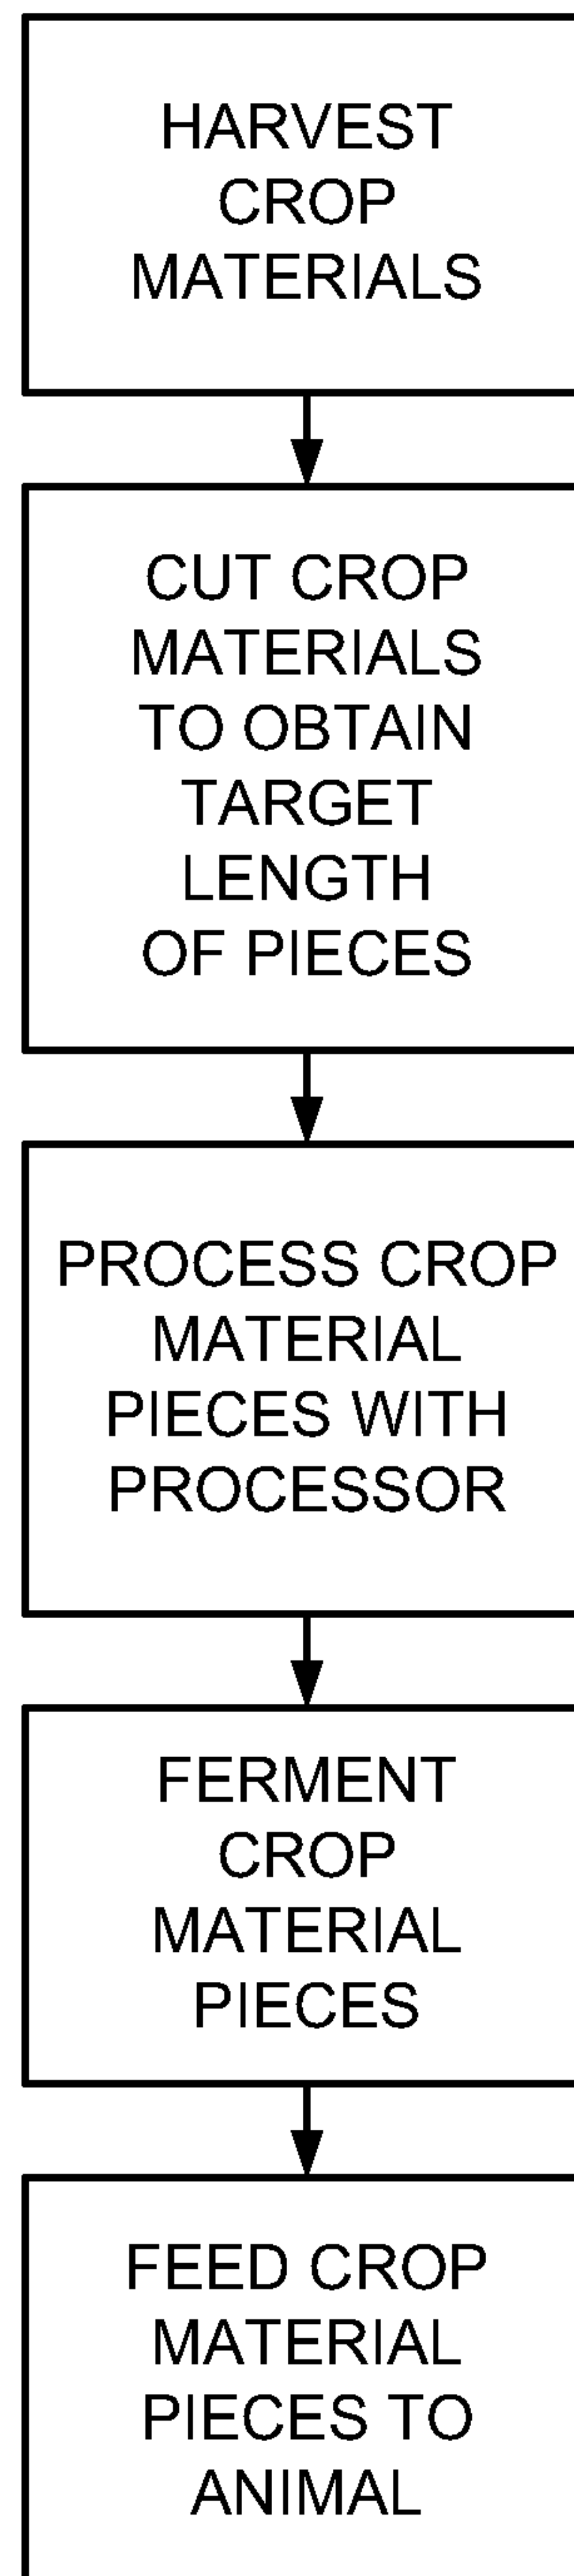 HARVEST
CROP
MATERIALS
CUT CROP
MATERIALS
TO OBTAIN
TARGET
LENGTH
OF PIECES
PROCESS CROP
MATERIAL
PIECES WITH
PROCESSOR
FERMENT
CROP
MATERIAL
PIECES
FEED CROP
MATERIAL
PIECES TO
ANIMAL